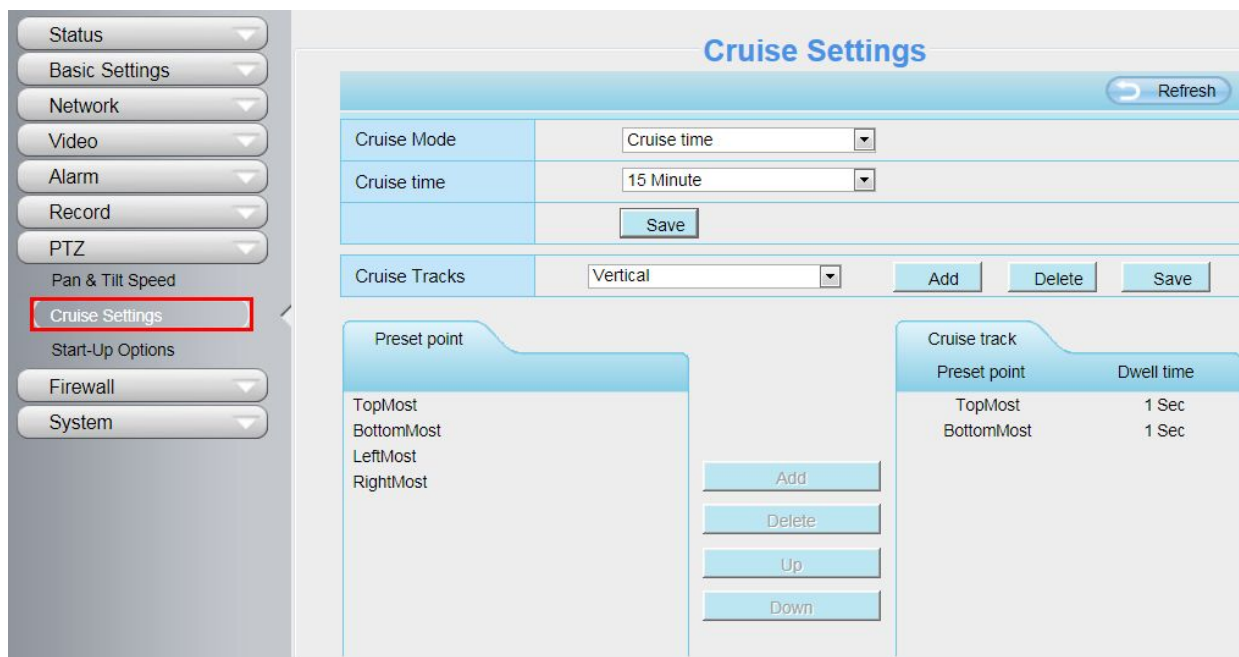 Status
Basic Settings
Network
Video
Alarm
Record
PTZ
Pan & Tilt Speed
Cruise Settings
Start-Up Options
Firewall
System
Cruise Settings
Refresh
Cruise Mode Cruise time
Cruise time 15 Minute
Save
Cruise Tracks Vertical Add Delete Save
Preset point
TopMost
BottomMost
LeftMost
RightMost
Add
Delete
Up
Down
Cruise track
Preset point Dwell time
TopMost 1 Sec
BottomMost 1 Sec